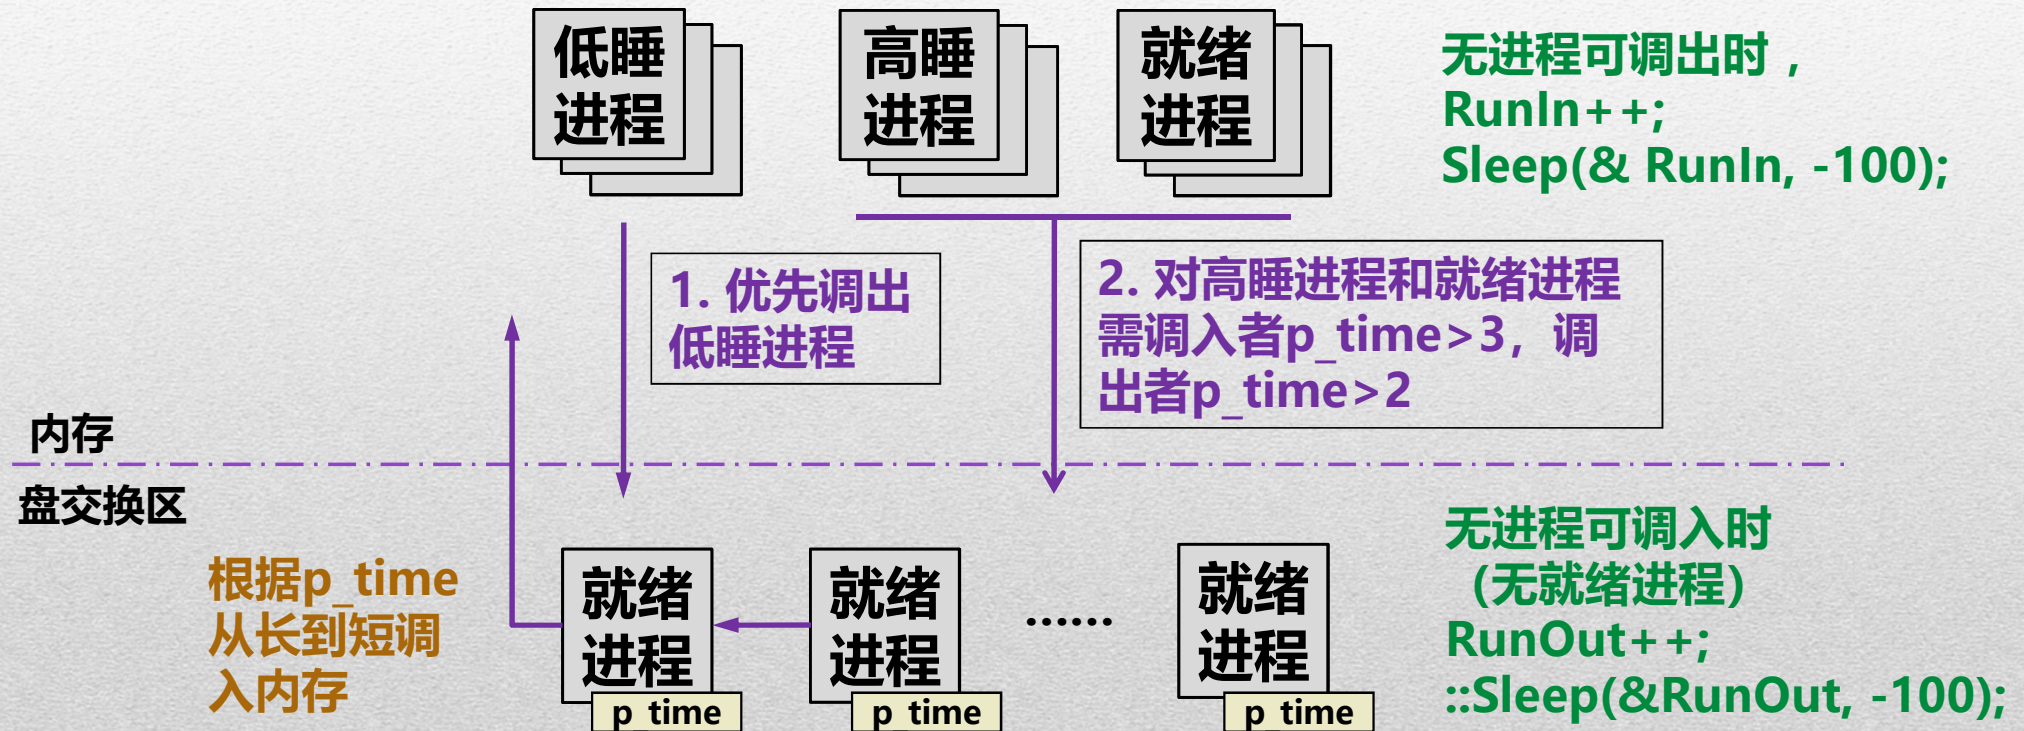 低睡
进程
高睡
进程
就绪
进程
无进程可调出时，
RunIn++;
Sleep(& RunIn, -100);
1. 优先调出
低睡进程
2. 对高睡进程和就绪进程
需调入者p_time>3，调
出者p_time>2
内存
盘交换区
根据p_time
从长到短调
入内存
就绪
进程
p_time
就绪
进程
p_time
......
就绪
进程
p_time
无进程可调入时
（无就绪进程）
RunOut++;
::Sleep(&RunOut, -100);